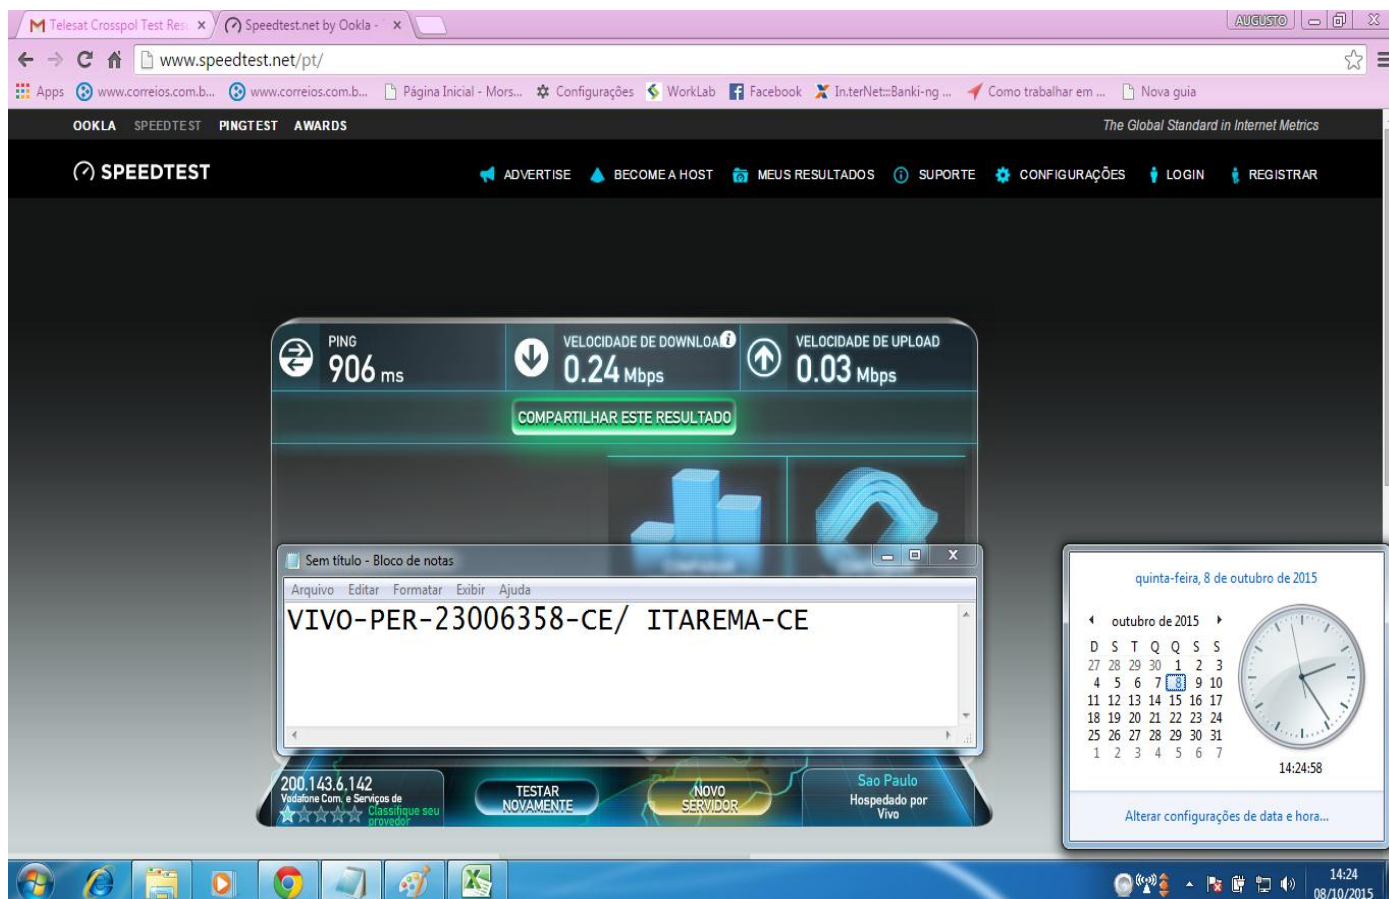 Telesat Crosspol Test Res
Speedtest.net by Ookla -
AUGUSTO
www.speedtest.net/pt/
Apps www.correios.com.b... www.correios.com.b... Página Inicial - Mors... Configurações WorkLab Facebook In.terNet:::Banki-ng ... Como trabalhar em ... Nova guia
OOKLA SPEEDTEST PINGTEST AWARDS The Global Standard in Internet Metrics
SPEEDTEST ADVERTISE BECOME A HOST MEUS RESULTADOS SUPORTE CONFIGURAÇÕES LOGIN REGISTRAR
PING
906 ms
VELOCIDADE DE DOWNLOAD
0.24 Mbps
VELOCIDADE DE UPLOAD
0.03 Mbps
COMPARTILHAR ESTE RESULTADO
Sem título - Bloco de notas
Arquivo Editar Formatar Exibir Ajuda
VIVO-PER-23006358-CE/ ITAREMA-CE
200.143.6.142
Vodafone Com. e Serviços de
Classifique seu
provedor
TESTAR
NOVAMENTE
NOVO
SERVIDOR
Sao Paulo
Hospedado por
Vivo
quinta-feira, 8 de outubro de 2015
outubro de 2015
D S T Q Q S S
27 28 29 30 1 2 3
4 5 6 7 8 9 10
11 12 13 14 15 16 17
18 19 20 21 22 23 24
25 26 27 28 29 30 31
1 2 3 4 5 6 7
14:24:58
Alterar configurações de data e hora...
14:24
08/10/2015